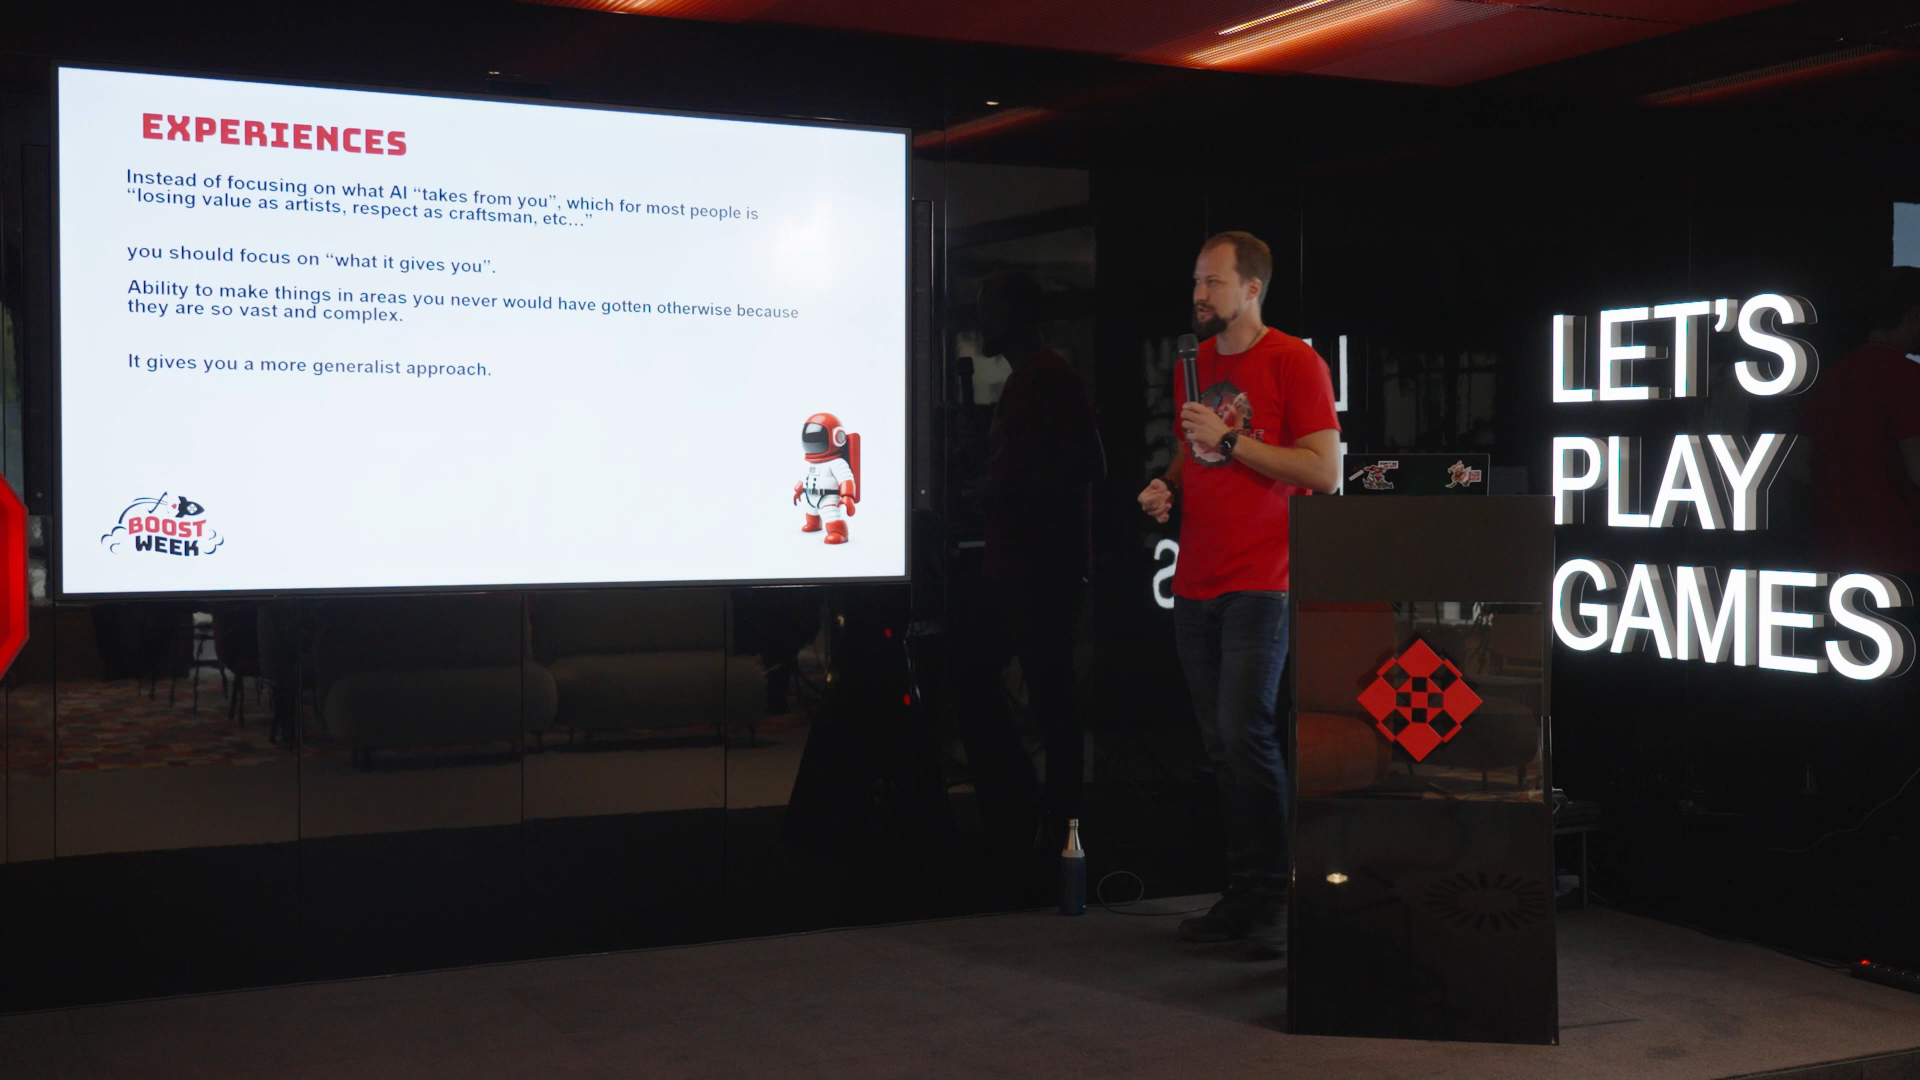 EXPERIENCES
Instead of focusing on what AI “takes from you”, which for most people is
“losing value as artists, respect as craftsman, etc...”
you should focus on “what it gives you”.
Ability to make things in areas you never would have gotten otherwise because
they are so vast and complex.
It gives you a more generalist approach.
BOOST
WEEK
LET'S
PLAY
GAMES